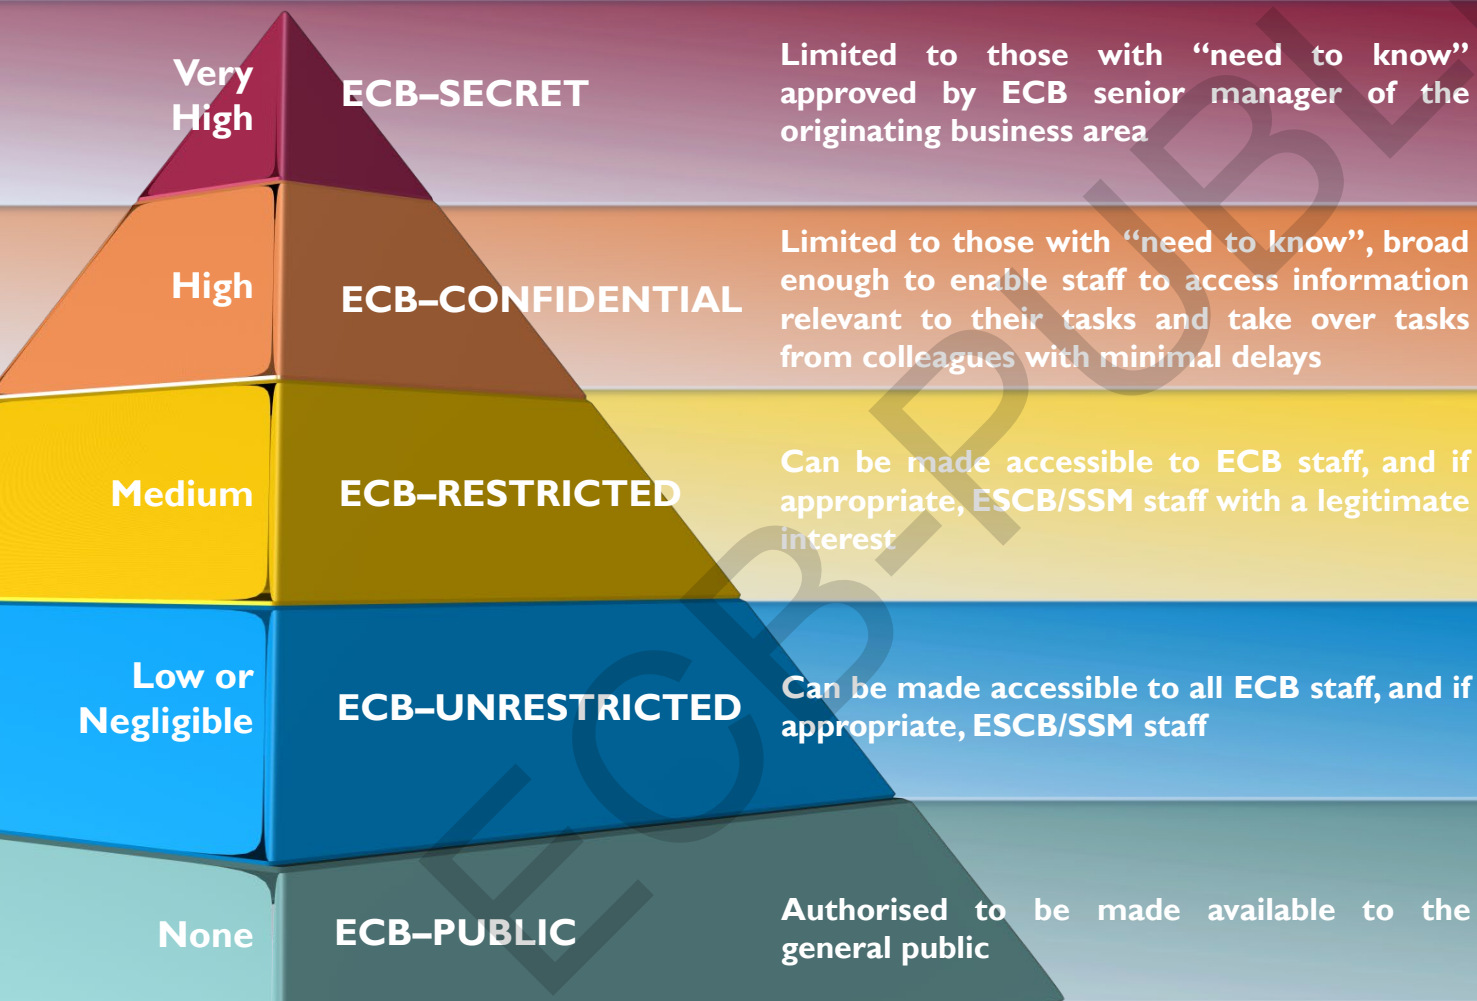 Very
High
ECB–SECRET
Limited to those with “need to know”
approved by ECB senior manager of the
originating business area
High
ECB–CONFIDENTIAL
Limited to those with “need to know”, broad
enough to enable staff to access information
relevant to their tasks and take over tasks
from colleagues with minimal delays
Medium
ECB–RESTRICTED
Can be made accessible to ECB staff, and if
appropriate, ESCB/SSM staff with a legitimate
interest
Low or
Negligible
ECB–UNRESTRICTED
Can be made accessible to all ECB staff, and if
appropriate, ESCB/SSM staff
None
ECB–PUBLIC
Authorised to be made available to the
general public
ECB-PUBL